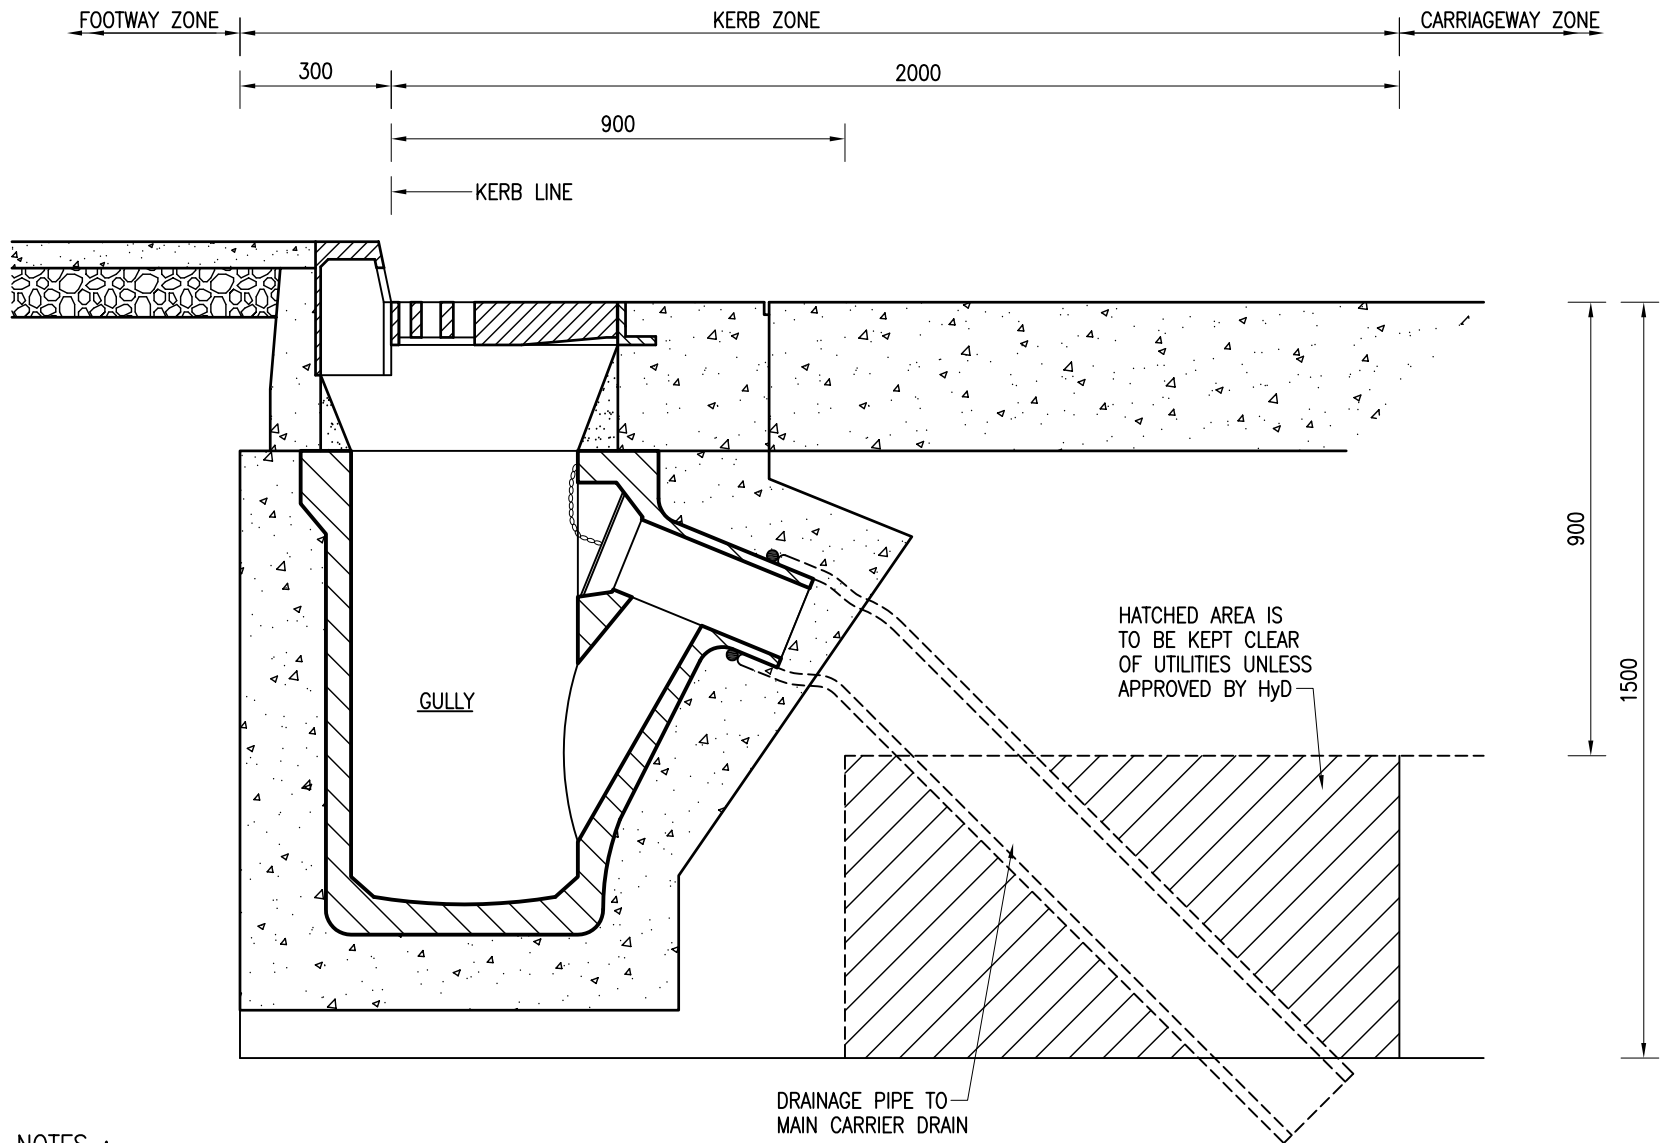 FOOTWAY ZONE
KERB ZONE
CARRIAGEWAY ZONE
300
2000
900
KERB LINE
900
1500
HATCHED AREA IS
TO BE KEPT CLEAR
OF UTILITIES UNLESS
APPROVED BY HyD
GULLY
DRAINAGE PIPE TO
MAIN CARRIER DRAIN
NOTES :